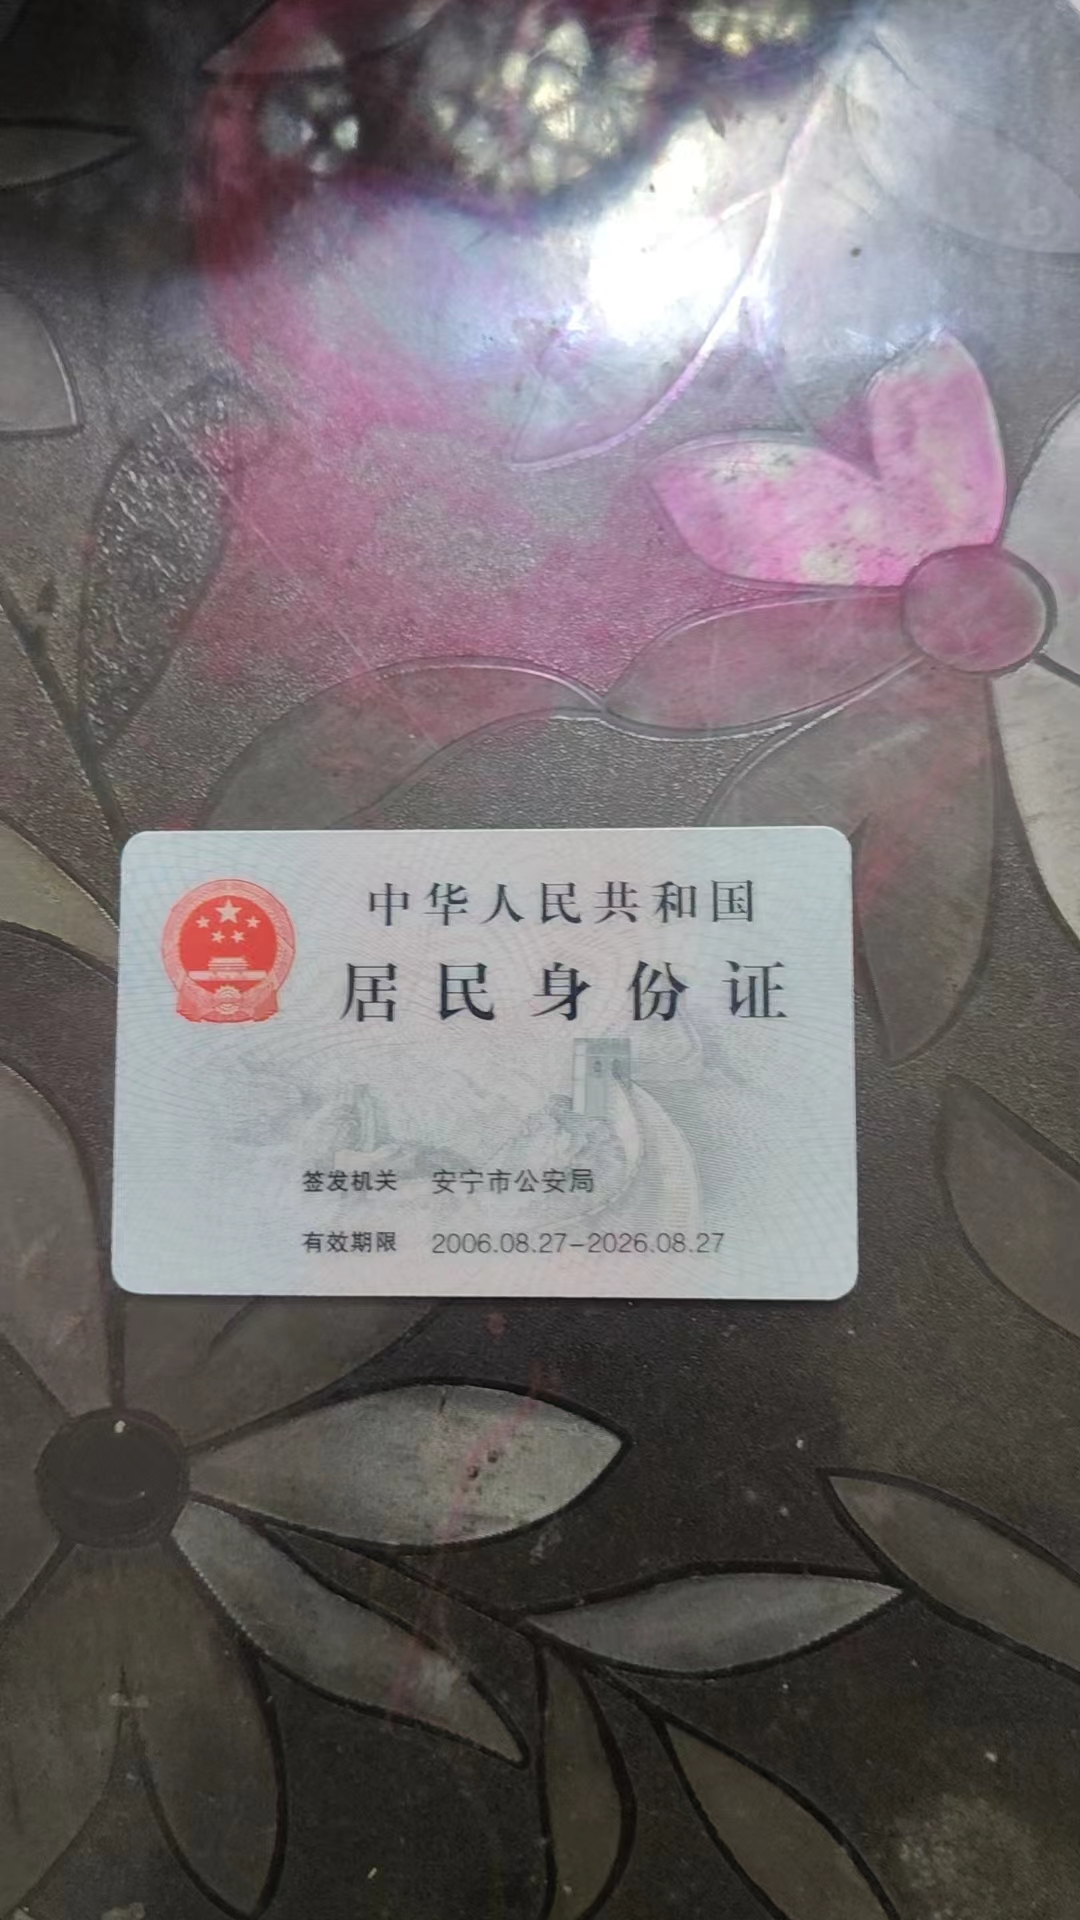 中华人民共和国
居民身份证
签发机关 安宁市公安局
有效期限 2006.08.27-2026.08.27